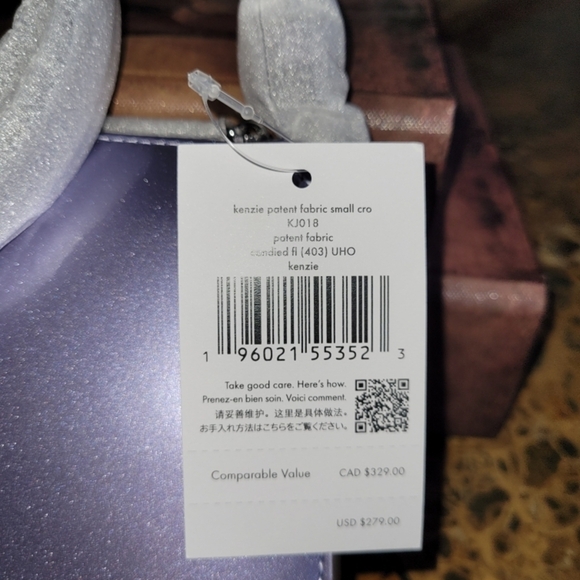 kenzie patent fabric small cro
KJ018
patent fabric
candied fl (403) UHO
kenzie
1 96021 55352 3
Take good care. Here's how.
Prenez-en bien soin. Voici comment.
请妥善维护。这里是具体做法。
お手入れ方法はこちらをご覧ください。
Comparable Value CAD $329.00
USD $279.00